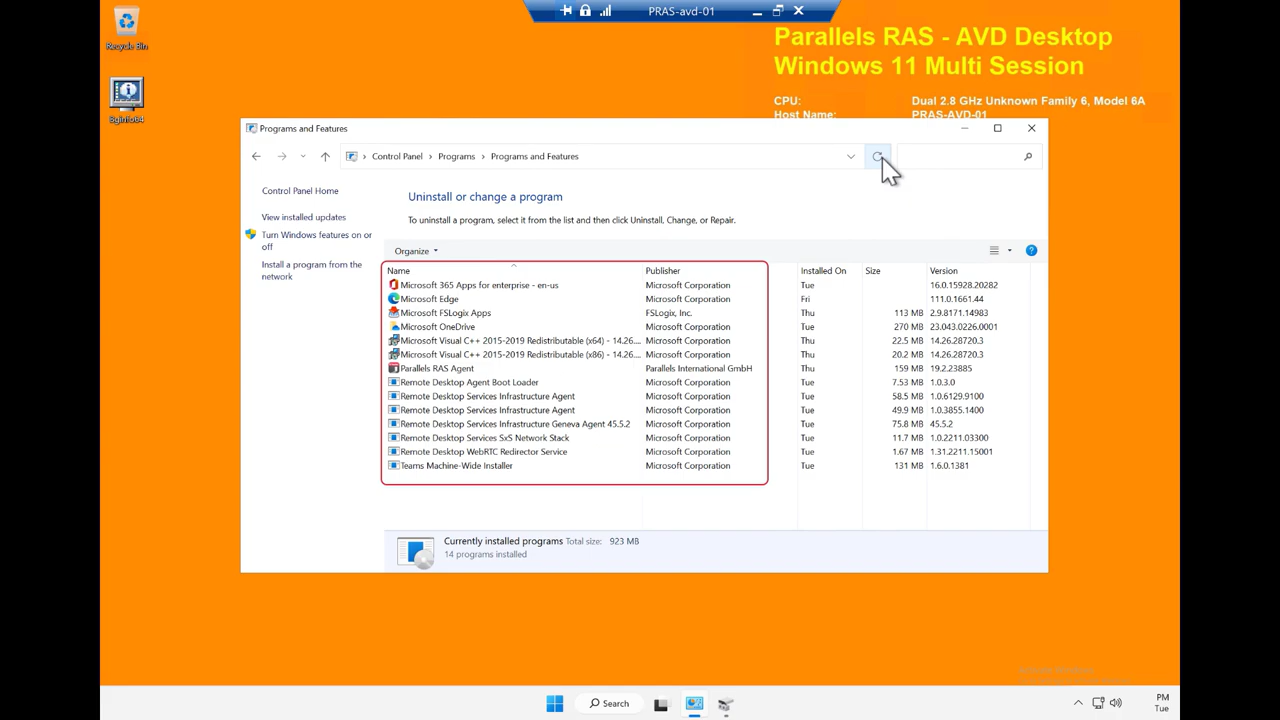 PRAS-avd-01
Recycle Bin
BgInfo64
Parallels RAS - AVD Desktop
Windows 11 Multi Session
CPU: Dual 2.8 GHz Unknown Family 6, Model 6A
Host Name: PRAS-AVD-01
Programs and Features
Control Panel > Programs > Programs and Features
Control Panel Home
View installed updates
Turn Windows features on or
off
Install a program from the
network
Uninstall or change a program
To uninstall a program, select it from the list and then click Uninstall, Change, or Repair.
Organize
Name Publisher Installed On Size Version
Microsoft 365 Apps for enterprise - en-us Microsoft Corporation Tue 16.0.15928.20282
Microsoft Edge Microsoft Corporation Fri 111.0.1661.44
Microsoft FSLogix Apps FSLogix, Inc. Thu 113 MB 2.9.8171.14983
Microsoft OneDrive Microsoft Corporation Tue 270 MB 23.043.0226.0001
Microsoft Visual C++ 2015-2019 Redistributable (x64) - 14.26.... Microsoft Corporation Thu 22.5 MB 14.26.28720.3
Microsoft Visual C++ 2015-2019 Redistributable (x86) - 14.26.... Microsoft Corporation Thu 20.2 MB 14.26.28720.3
Parallels RAS Agent Parallels International GmbH Thu 159 MB 19.2.23885
Remote Desktop Agent Boot Loader Microsoft Corporation Tue 7.53 MB 1.0.3.0
Remote Desktop Services Infrastructure Agent Microsoft Corporation Tue 58.5 MB 1.0.6129.9100
Remote Desktop Services Infrastructure Agent Microsoft Corporation Tue 49.9 MB 1.0.3855.1400
Remote Desktop Services Infrastructure Geneva Agent 45.5.2 Microsoft Corporation Tue 75.8 MB 45.5.2
Remote Desktop Services SxS Network Stack Microsoft Corporation Tue 11.7 MB 1.0.2211.03300
Remote Desktop WebRTC Redirector Service Microsoft Corporation Tue 1.67 MB 1.31.2211.15001
Teams Machine-Wide Installer Microsoft Corporation Tue 131 MB 1.6.0.1381
Currently installed programs Total size: 923 MB
14 programs installed
Search
PM
Tue